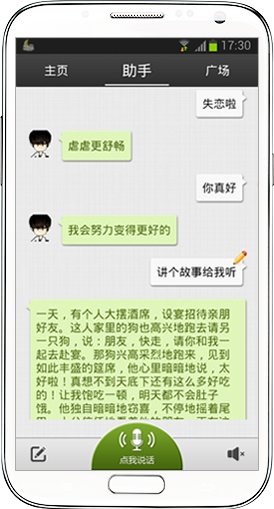 17:30
主页 助手 广场
失恋啦
虐虐更舒畅
你真好
我会努力变得更好的
讲个故事给我听
一天，有个人大摆酒席，设宴招待亲朋
好友。这人家里的狗也高兴地跑去请另
一只狗，说：朋友，快走，请你和我一
起去赴宴。那狗兴高采烈地跑来，见到
如此丰盛的筵席，他心里暗暗地说，太
好啦！真想不到天底下还有这么多好吃
的！让我饱吃一顿，明天都不会肚子
饿。他独自暗暗地窃喜，不停地摇着尾
点我说话